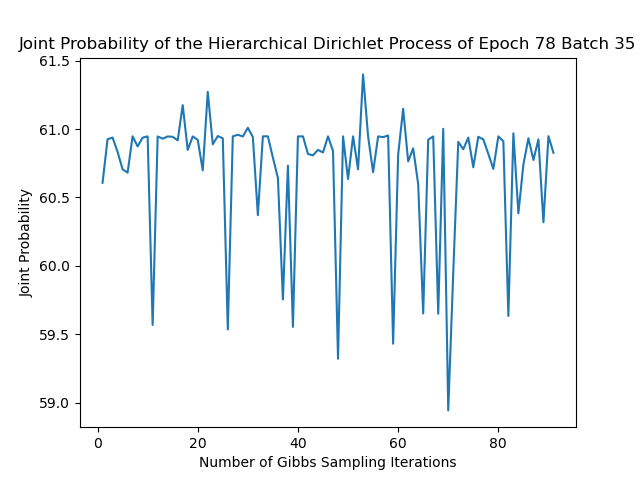 Joint Probability of the Hierarchical Dirichlet Process of Epoch 78 Batch 35
61.5
61.0
60.5
60.0
59.5
59.0
Joint Probability
0 20 40 60 80
Number of Gibbs Sampling Iterations